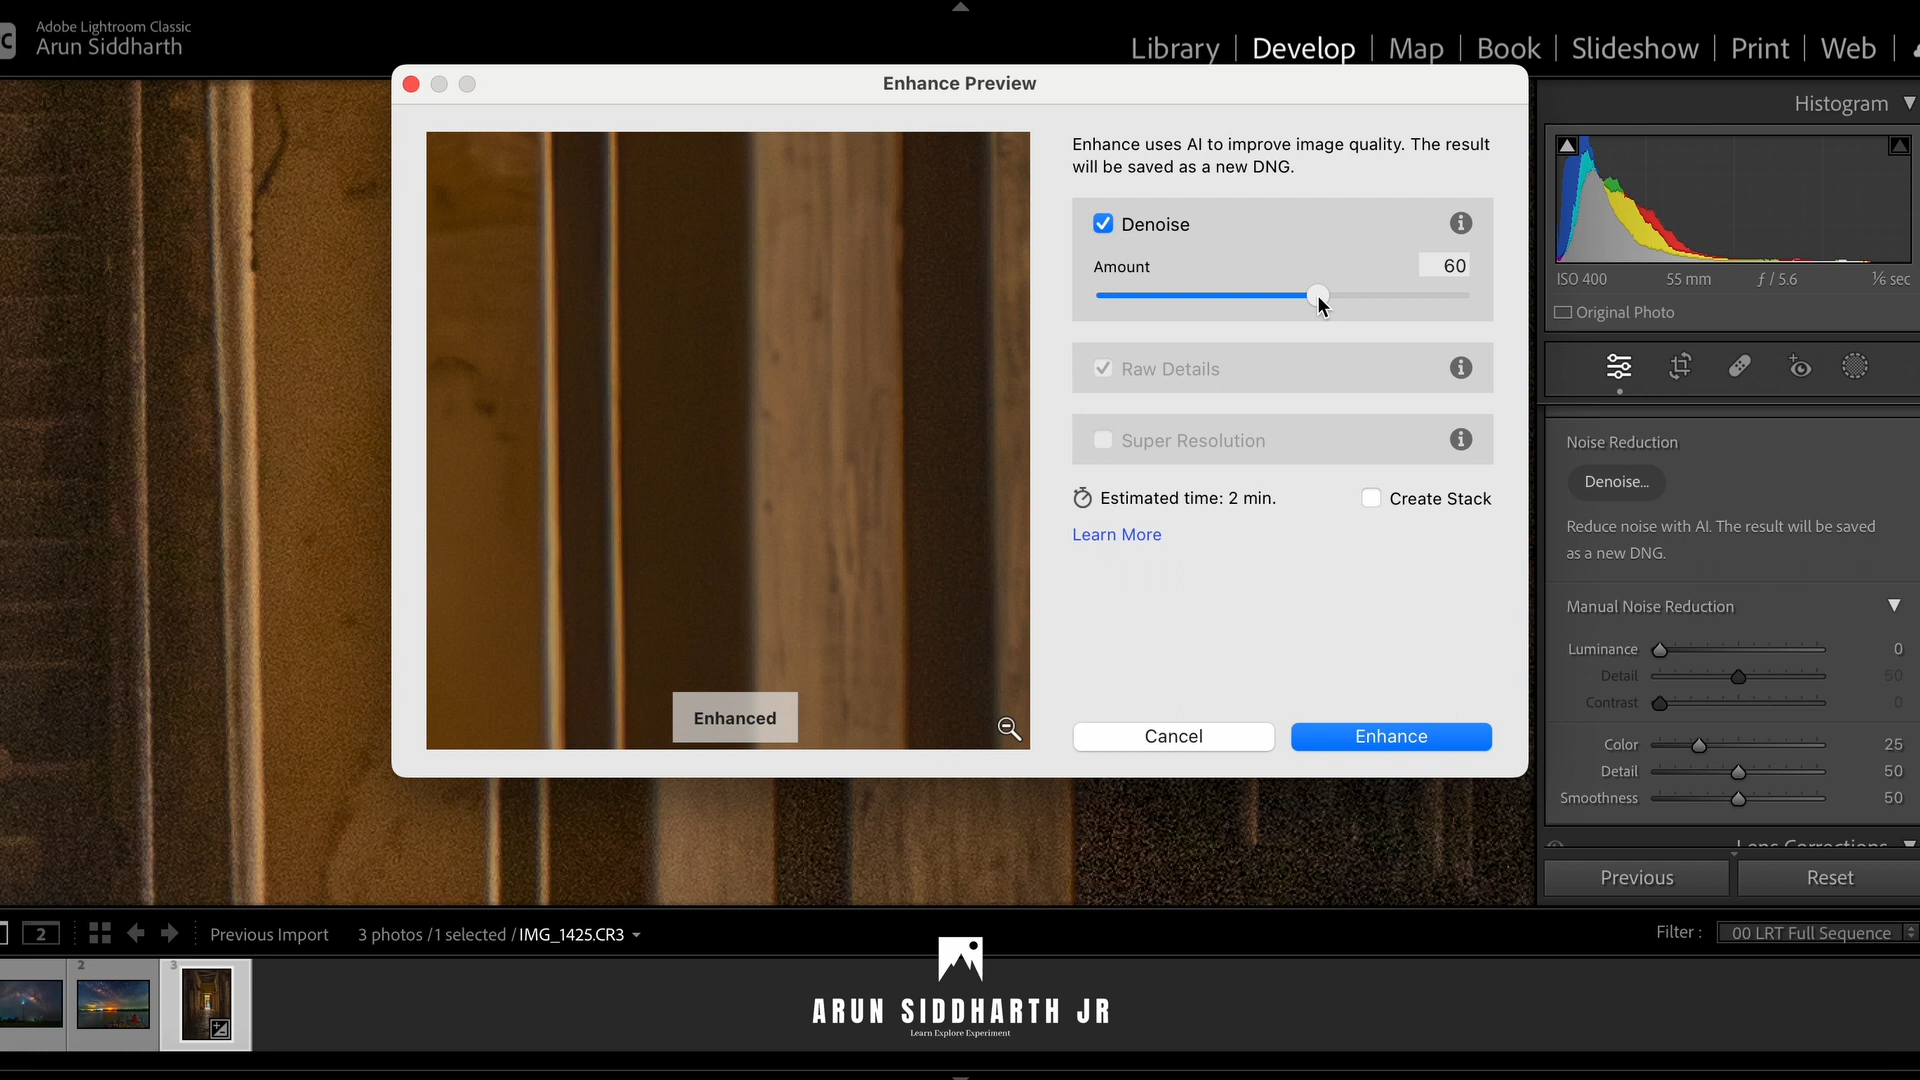 Adobe Lightroom Classic
Arun Siddharth
Library | Develop | Map | Book | Slideshow | Print | Web
Enhance Preview
Enhance uses AI to improve image quality. The result
will be saved as a new DNG.
Denoise
Amount 60
Raw Details
Super Resolution
Estimated time: 2 min.
Create Stack
Learn More
Enhanced
Cancel
Enhance
Histogram
ISO 400 55 mm ƒ / 5.6 ⅙ sec
Original Photo
Noise Reduction
Denoise...
Reduce noise with AI. The result will be saved
as a new DNG.
Manual Noise Reduction
Luminance 0
Detail 50
Contrast 0
Color 25
Detail 50
Smoothness 50
Lens Corrections
Previous
Reset
2
Previous Import
3 photos / 1 selected / IMG_1425.CR3
Filter : 00 LRT Full Sequence
2
3
ARUN SIDDHARTH JR
Learn Explore Experiment